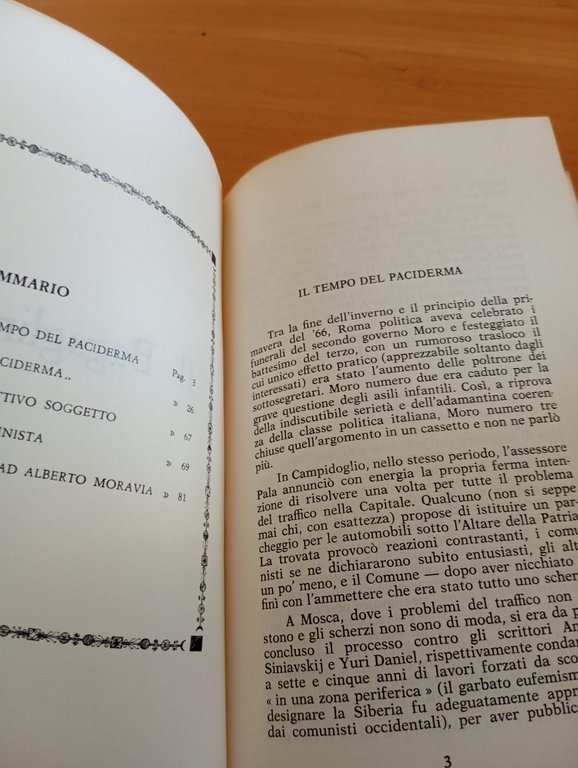 MMARIO
MPO DEL PACIDERMA Pag. 3
ACIDERMA.. » 26
TTIVO SOGGETTO » 67
INISTA » 69
AD ALBERTO MORAVIA » 81
IL TEMPO DEL PACIDERMA
Tra la fine dell'inverno e il principio della pri-
mavera del '66, Roma politica aveva celebrato i
funerali del secondo governo Moro e festeggiato il
battesimo del terzo, con un rumoroso trasloco il
cui unico effetto pratico (apprezzabile soltanto dagli
interessati) era stato l'aumento delle poltrone dei
sottosegretari. Moro numero due era caduto per la
grave questione degli asili infantili. Così, a riprova
della indiscutibile serietà e dell'adamantina coeren-
za della classe politica italiana, Moro numero tre
chiuse quell'argomento in un cassetto e non ne parlò
più.
In Campidoglio, nello stesso periodo, l'assessore
Pala annunciò con energia la propria ferma inten-
zione di risolvere una volta per tutte il problema
del traffico nella Capitale. Qualcuno (non si seppe
mai chi, con esattezza) propose di istituire un par-
cheggio per le automobili sotto l'Altare della Patria
La trovata provocò reazioni contrastanti, i comu
nisti se ne dichiararono subito entusiasti, gli alt
un po' meno, e il Comune — dopo aver nicchiato
finì con l'ammettere che era stato tutto uno scher
A Mosca, dove i problemi del traffico non
stono e gli scherzi non sono di moda, si era da p
concluso il processo contro gli scrittori An
Siniavskij e Yuri Daniel, rispettivamente condan
a sette e cinque anni di lavori forzati da sco
« in una zona periferica » (il garbato eufemism
designare la Siberia fu adeguatamente appr
dai comunisti occidentali), per aver pubblic
3